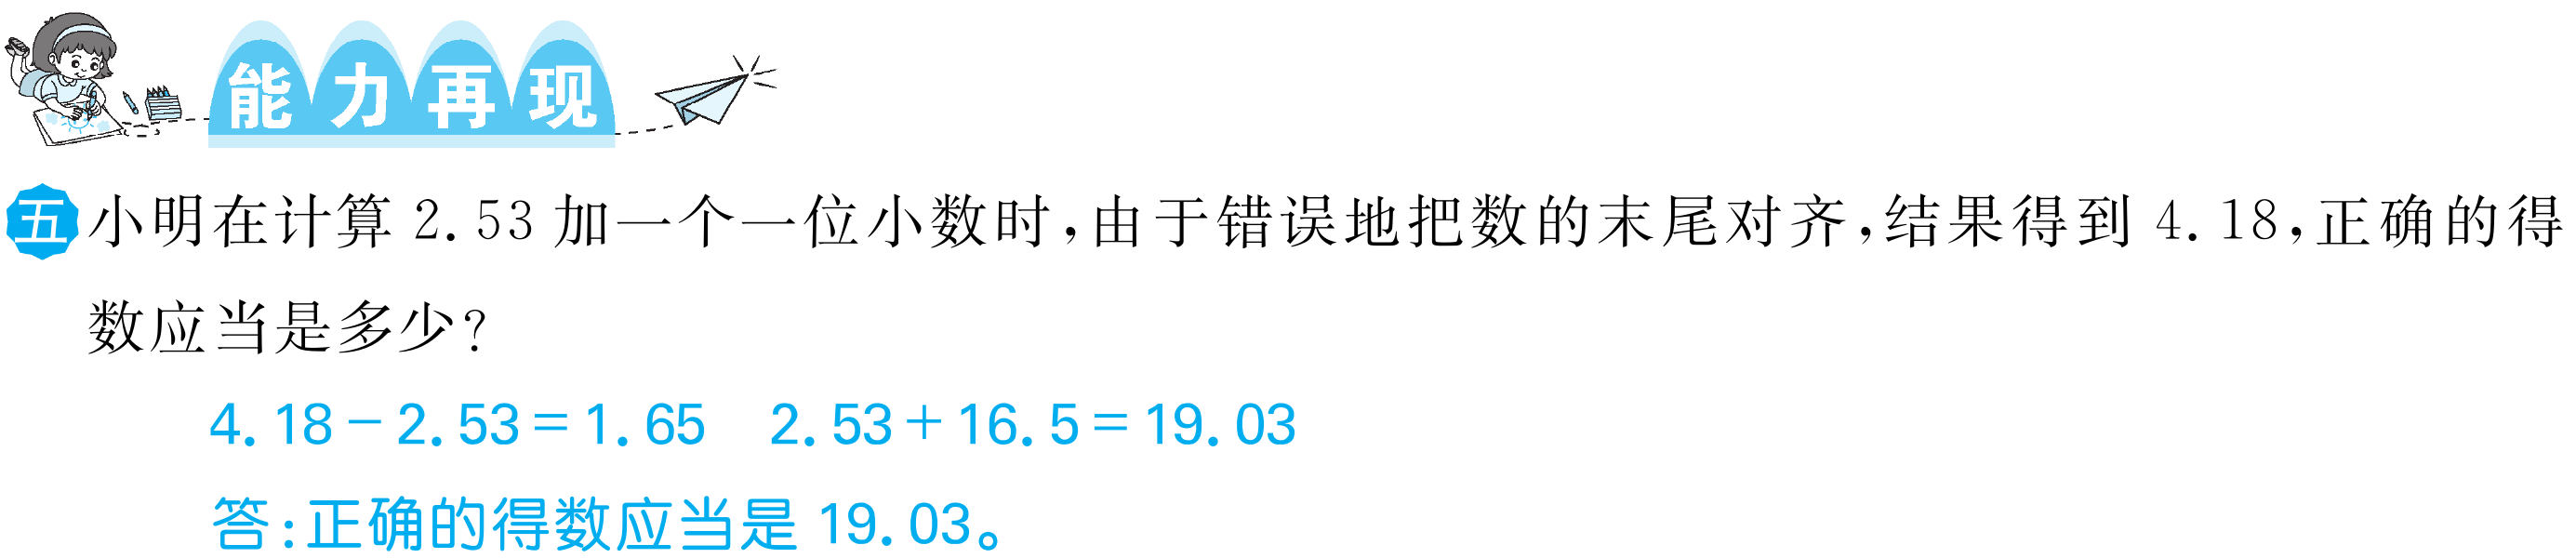 能力再现
五 小明在计算 2.53 加一个一位小数时,由于错误地把数的末尾对齐,结果得到 4.18,正确的得
数应当是多少?
4.18-2.53=1.65 2.53+16.5=19.03
答:正确的得数应当是 19.03。